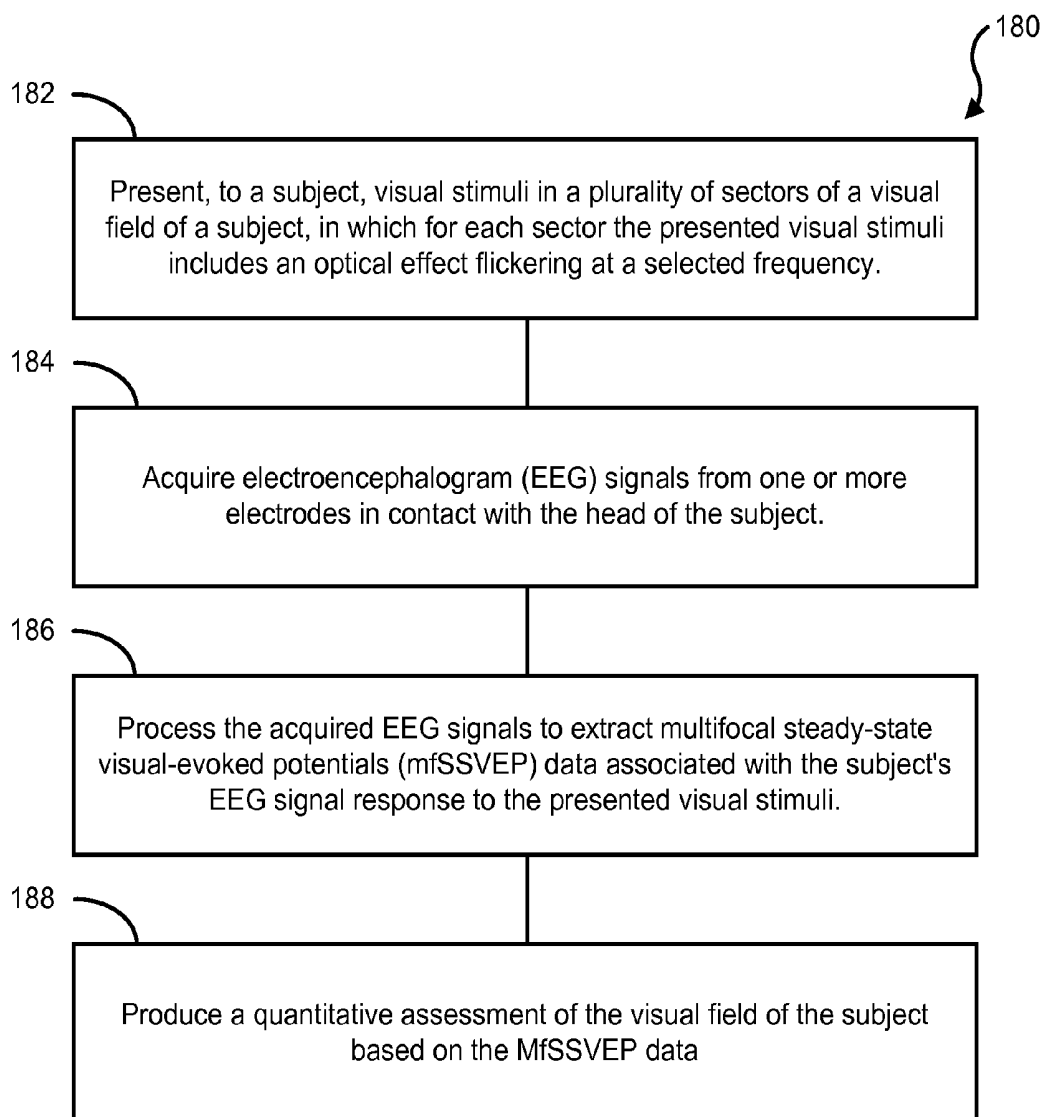 180
182
Present, to a subject, visual stimuli in a plurality of sectors of a visual
field of a subject, in which for each sector the presented visual stimuli
includes an optical effect flickering at a selected frequency.
184
Acquire electroencephalogram (EEG) signals from one or more
electrodes in contact with the head of the subject.
186
Process the acquired EEG signals to extract multifocal steady-state
visual-evoked potentials (mfSSVEP) data associated with the subject's
EEG signal response to the presented visual stimuli.
188
Produce a quantitative assessment of the visual field of the subject
based on the MfSSVEP data